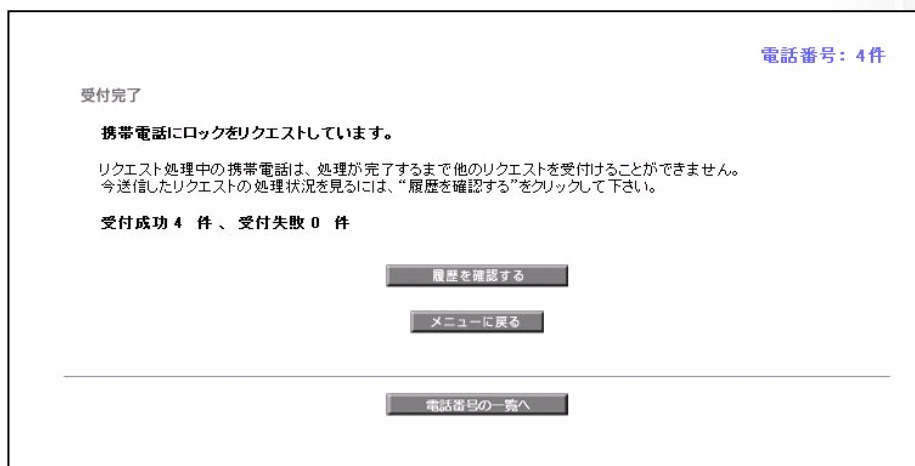 電話番号: 4件
受付完了
携帯電話にロックをリクエストしています。
リクエスト処理中の携帯電話は、処理が完了するまで他のリクエストを受付けることができません。
今送信したリクエストの処理状況を見るには、“履歴を確認する”をクリックして下さい。
受付成功 4 件 、 受付失敗 0 件
履歴を確認する
メニューに戻る
電話番号の一覧へ